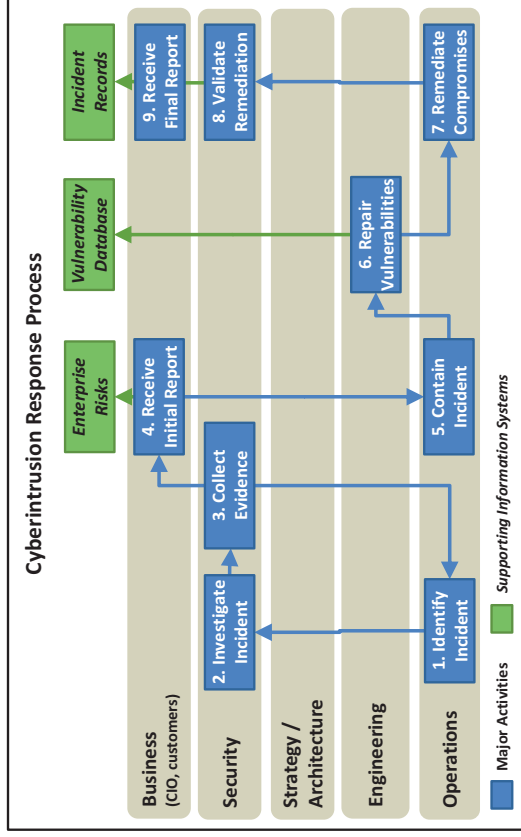 Cyberintrusion Response Process
Enterprise
Risks
Vulnerability
Database
Incident
Records
Business
(CIO, customers)
4. Receive
Initial Report
9. Receive
Final Report
Security
2. Investigate
Incident
3. Collect
Evidence
8. Validate
Remediation
Strategy /
Architecture
Engineering
6. Repair
Vulnerabilities
Operations
1. Identify
Incident
5. Contain
Incident
7. Remediate
Compromises
Major Activities
Supporting Information Systems